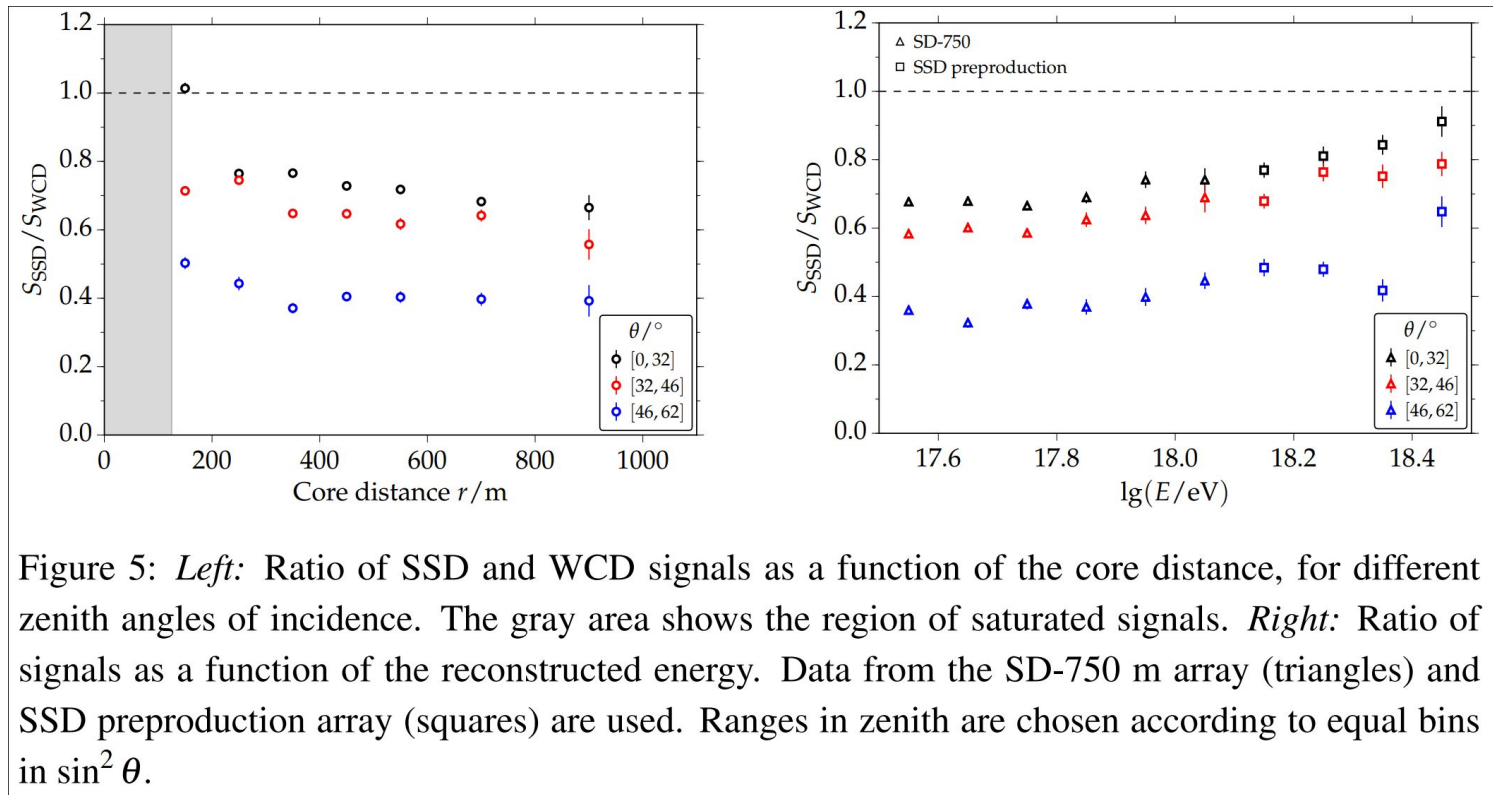 1.2
1.0
0.8
0.6
0.4
0.2
0.0
S_SSD / S_WCD
0 200 400 600 800 1000
Core distance r/m
θ/°
[0, 32]
[32, 46]
[46, 62]
1.2
1.0
0.8
0.6
0.4
0.2
0.0
S_SSD / S_WCD
SD-750
SSD preproduction
17.6 17.8 18.0 18.2 18.4
lg(E/eV)
θ/°
[0, 32]
[32, 46]
[46, 62]
Figure 5: Left: Ratio of SSD and WCD signals as a function of the core distance, for different
zenith angles of incidence. The gray area shows the region of saturated signals. Right: Ratio of
signals as a function of the reconstructed energy. Data from the SD-750 m array (triangles) and
SSD preproduction array (squares) are used. Ranges in zenith are chosen according to equal bins
in sin² θ.